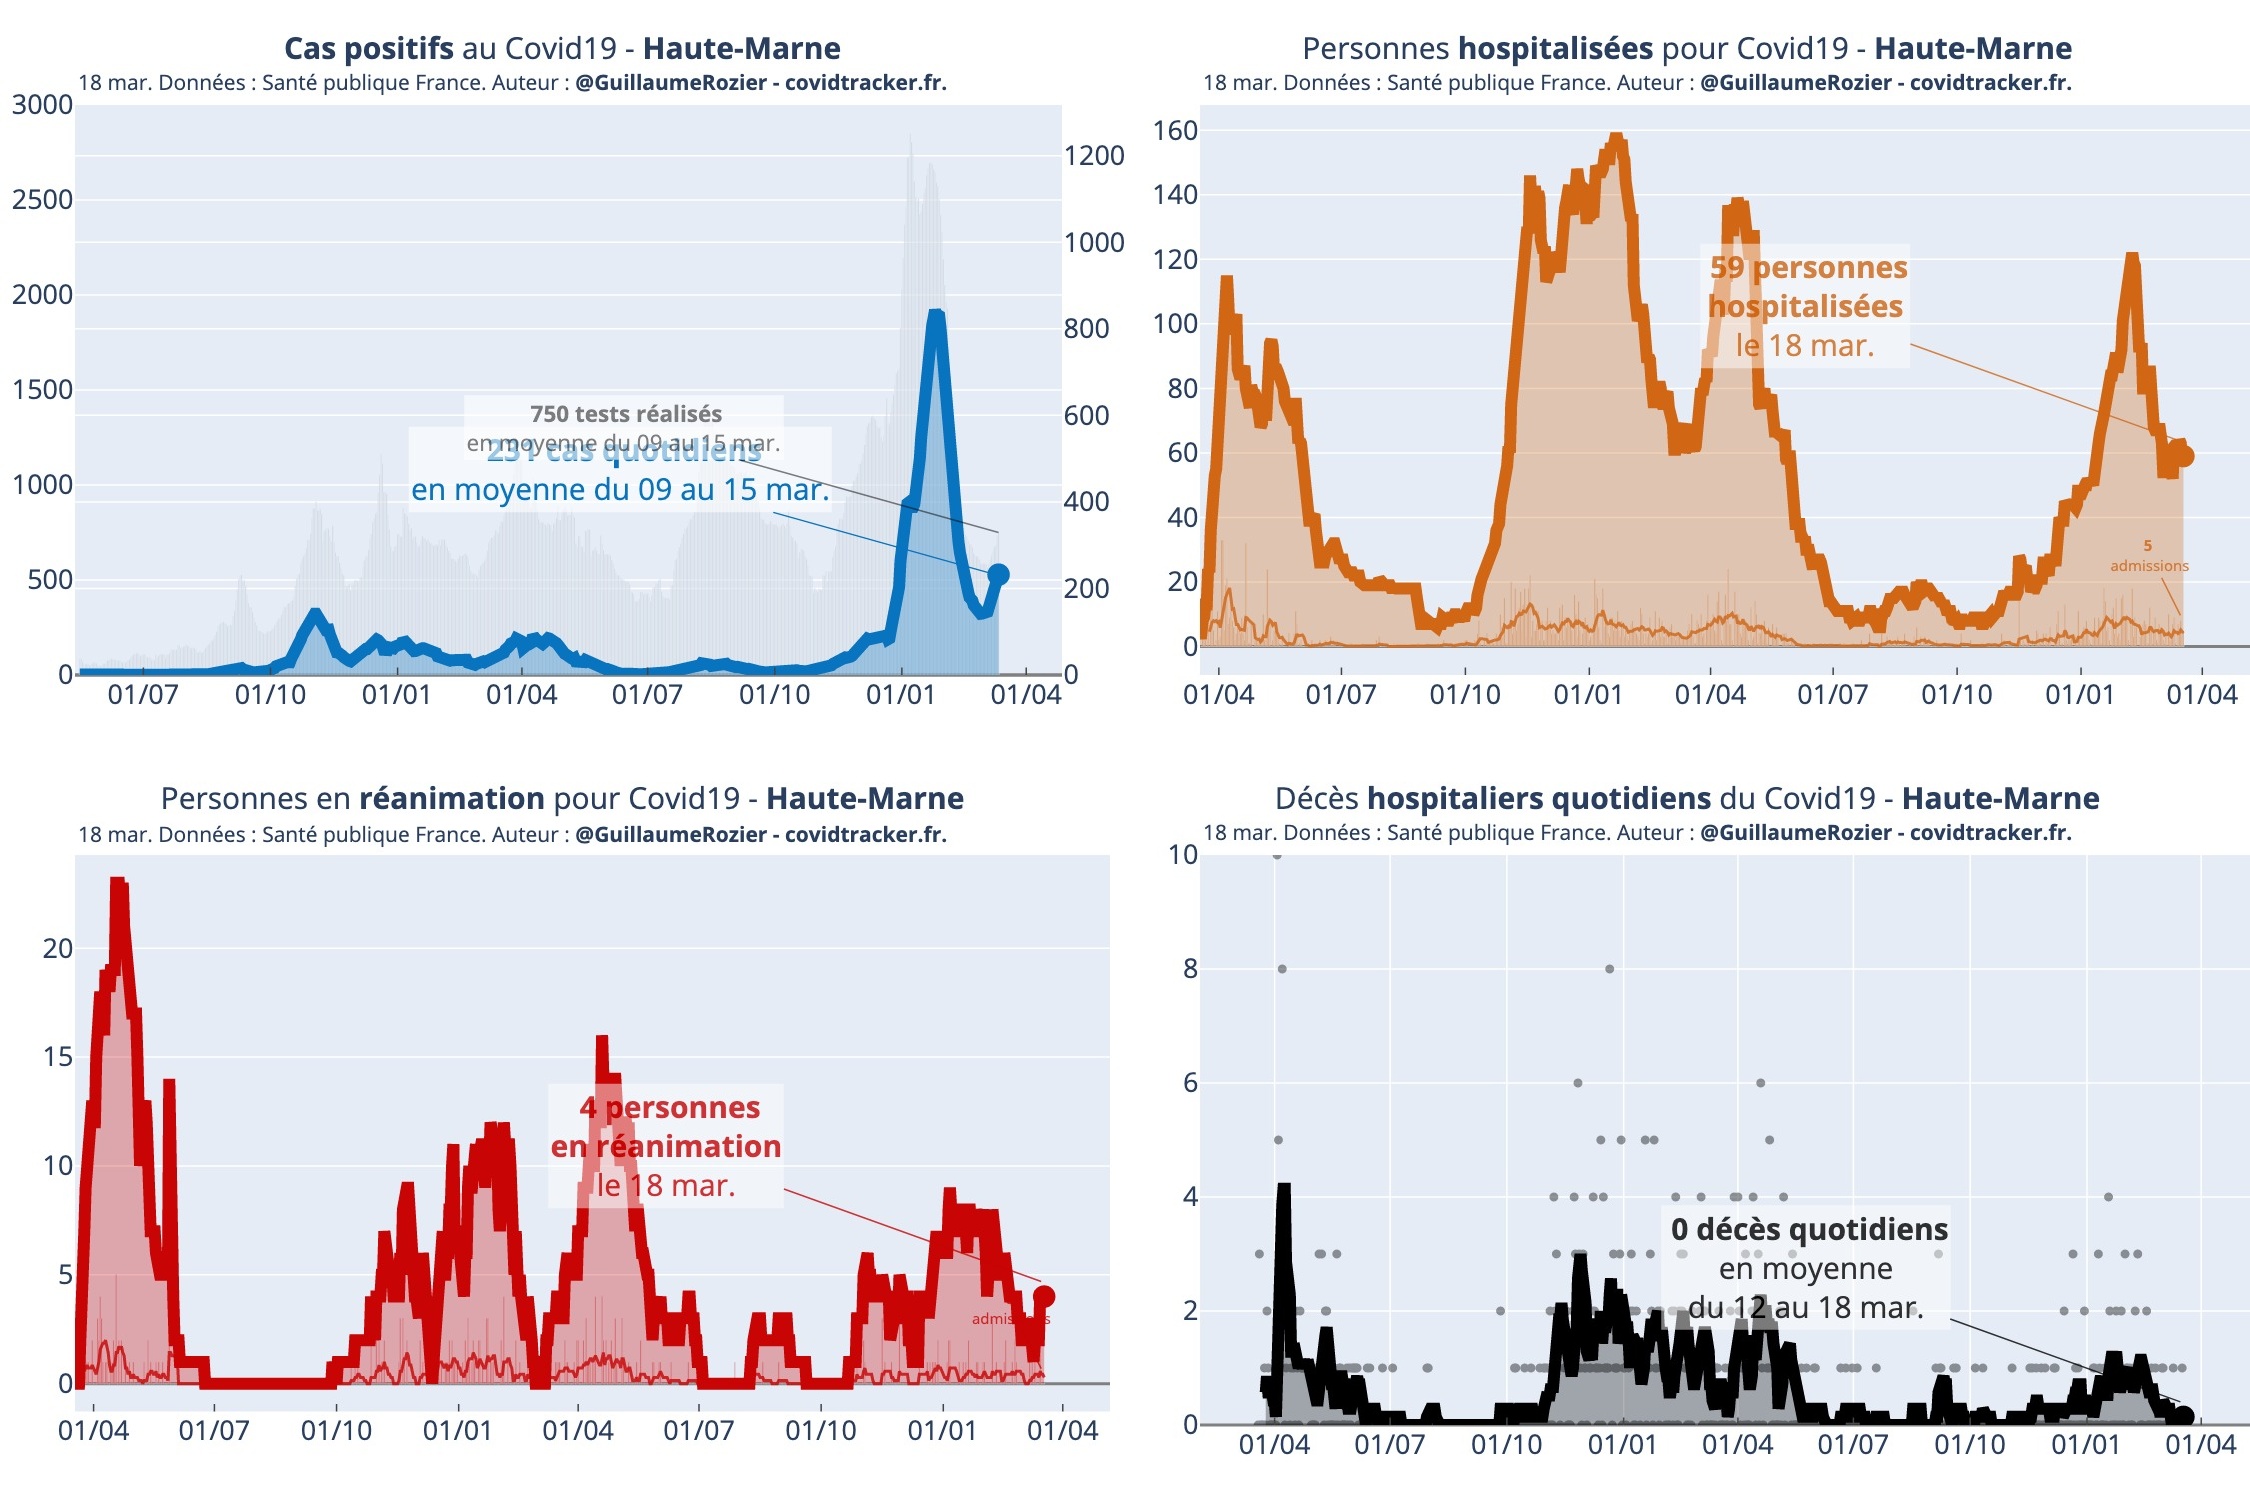 Cas positifs au Covid19 - Haute-Marne
18 mar. Données : Santé publique France. Auteur : @GuillaumeRozier - covidtracker.fr.
3000
2500
2000
1500
1000
500
0
1200
1000
800
600
400
200
0
750 tests réalisés
en moyenne du 09 au 15 mar.
231 cas quotidiens
en moyenne du 09 au 15 mar.
01/07 01/10 01/01 01/04 01/07 01/10 01/01 01/04
Personnes hospitalisées pour Covid19 - Haute-Marne
18 mar. Données : Santé publique France. Auteur : @GuillaumeRozier - covidtracker.fr.
160
140
120
100
80
60
40
20
0
59 personnes
hospitalisées
le 18 mar.
5
admissions
01/04 01/07 01/10 01/01 01/04 01/07 01/10 01/01 01/04
Personnes en réanimation pour Covid19 - Haute-Marne
18 mar. Données : Santé publique France. Auteur : @GuillaumeRozier - covidtracker.fr.
20
15
10
5
0
4 personnes
en réanimation
le 18 mar.
admissions
01/04 01/07 01/10 01/01 01/04 01/07 01/10 01/01 01/04
Décès hospitaliers quotidiens du Covid19 - Haute-Marne
18 mar. Données : Santé publique France. Auteur : @GuillaumeRozier - covidtracker.fr.
10
8
6
4
2
0
0 décès quotidiens
en moyenne
du 12 au 18 mar.
01/04 01/07 01/10 01/01 01/04 01/07 01/10 01/01 01/04